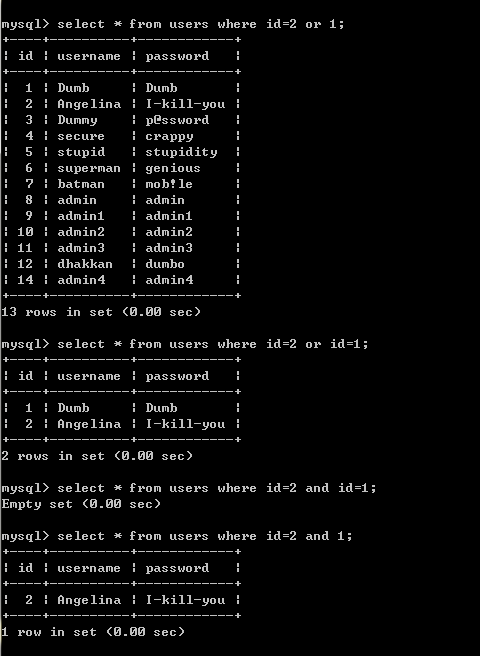 mysql> select * from users where id=2 or 1;
+----+----------+------------+
| id | username | password   |
+----+----------+------------+
|  1 | Dumb     | Dumb       |
|  2 | Angelina | I-kill-you |
|  3 | Dummy    | p@ssword   |
|  4 | secure   | crappy     |
|  5 | stupid   | stupidity  |
|  6 | superman | genious    |
|  7 | batman   | mob!le     |
|  8 | admin    | admin      |
|  9 | admin1   | admin1     |
| 10 | admin2   | admin2     |
| 11 | admin3   | admin3     |
| 12 | dhakkan  | dumbo      |
| 14 | admin4   | admin4     |
+----+----------+------------+
13 rows in set (0.00 sec)
mysql> select * from users where id=2 or id=1;
+----+----------+------------+
| id | username | password   |
+----+----------+------------+
|  1 | Dumb     | Dumb       |
|  2 | Angelina | I-kill-you |
+----+----------+------------+
2 rows in set (0.00 sec)
mysql> select * from users where id=2 and id=1;
Empty set (0.00 sec)
mysql> select * from users where id=2 and 1;
+----+----------+------------+
| id | username | password   |
+----+----------+------------+
|  2 | Angelina | I-kill-you |
+----+----------+------------+
1 row in set (0.00 sec)